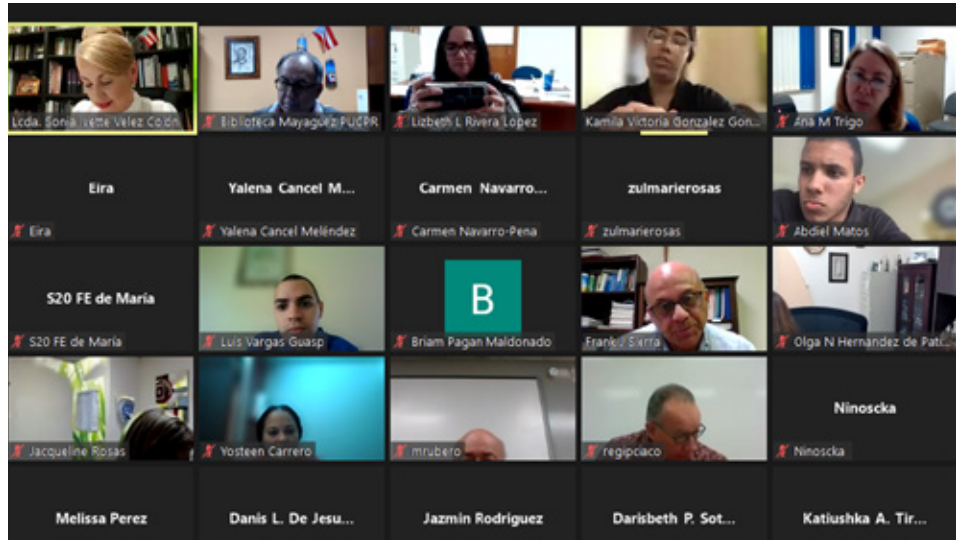 Lcda. Sonia Ivette Velez Colón
Biblioteca Mayaguez PUCPR
Lizbeth L Rivera Lopez
Kamila Victoria Gonzalez Gon...
Ana M Trigo
Eira
Yalena Cancel M...
Carmen Navarro...
zulmarierosas
Eira
Yalena Cancel Meléndez
Carmen Navarro-Pena
zulmarierosas
Abdiel Matos
S20 FE de María
B
S20 FE de María
Luis Vargas Guasp
Briam Pagan Maldonado
Frank J Sierra
Olga N Hernandez de Patr...
Ninoscka
Jacqueline Rosas
Yosteen Carrero
mrubero
regipciaco
Ninoscka
Melissa Perez
Danis L. De Jesu...
Jazmin Rodriguez
Darisbeth P. Sot...
Katiushka A. Tir...